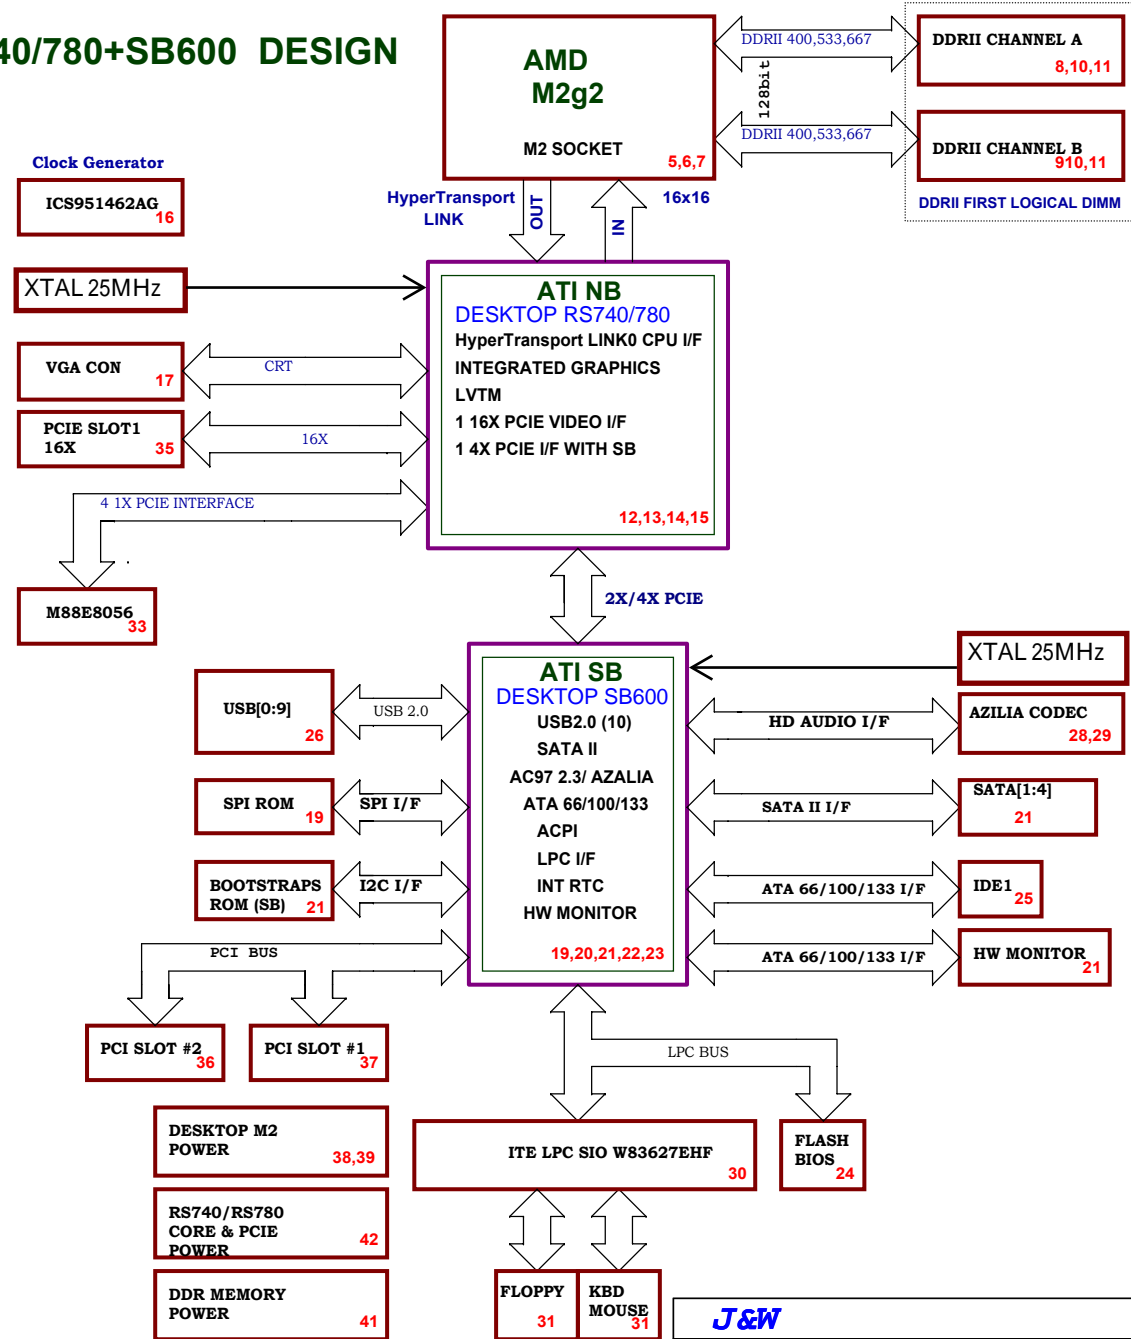 40/780+SB600 DESIGN
AMD
M2g2
M2 SOCKET
5,6,7
DDRII 400,533,667
128bit
DDRII 400,533,667
DDRII CHANNEL A
8,10,11
DDRII CHANNEL B
910,11
DDRII FIRST LOGICAL DIMM
Clock Generator
ICS951462AG
16
HyperTransport
LINK
OUT
IN
16x16
XTAL 25MHz
ATI NB
DESKTOP RS740/780
HyperTransport LINK0 CPU I/F
INTEGRATED GRAPHICS
LVTM
1 16X PCIE VIDEO I/F
1 4X PCIE I/F WITH SB
12,13,14,15
VGA CON
17
CRT
PCIE SLOT1
16X
35
16X
4 1X PCIE INTERFACE
M88E8056
33
2X/4X PCIE
XTAL 25MHz
ATI SB
DESKTOP SB600
USB2.0 (10)
SATA II
AC97 2.3/ AZALIA
ATA 66/100/133
ACPI
LPC I/F
INT RTC
HW MONITOR
19,20,21,22,23
USB[0:9]
26
USB 2.0
SPI ROM
19
SPI I/F
BOOTSTRAPS
ROM (SB)
21
I2C I/F
PCI BUS
HD AUDIO I/F
AZILIA CODEC
28,29
SATA II I/F
SATA[1:4]
21
ATA 66/100/133 I/F
IDE1
25
ATA 66/100/133 I/F
HW MONITOR
21
PCI SLOT #2
36
PCI SLOT #1
37
LPC BUS
DESKTOP M2
POWER
38,39
ITE LPC SIO W83627EHF
30
FLASH
BIOS
24
RS740/RS780
CORE & PCIE
POWER
42
DDR MEMORY
POWER
41
FLOPPY
31
KBD
MOUSE
31
J&W